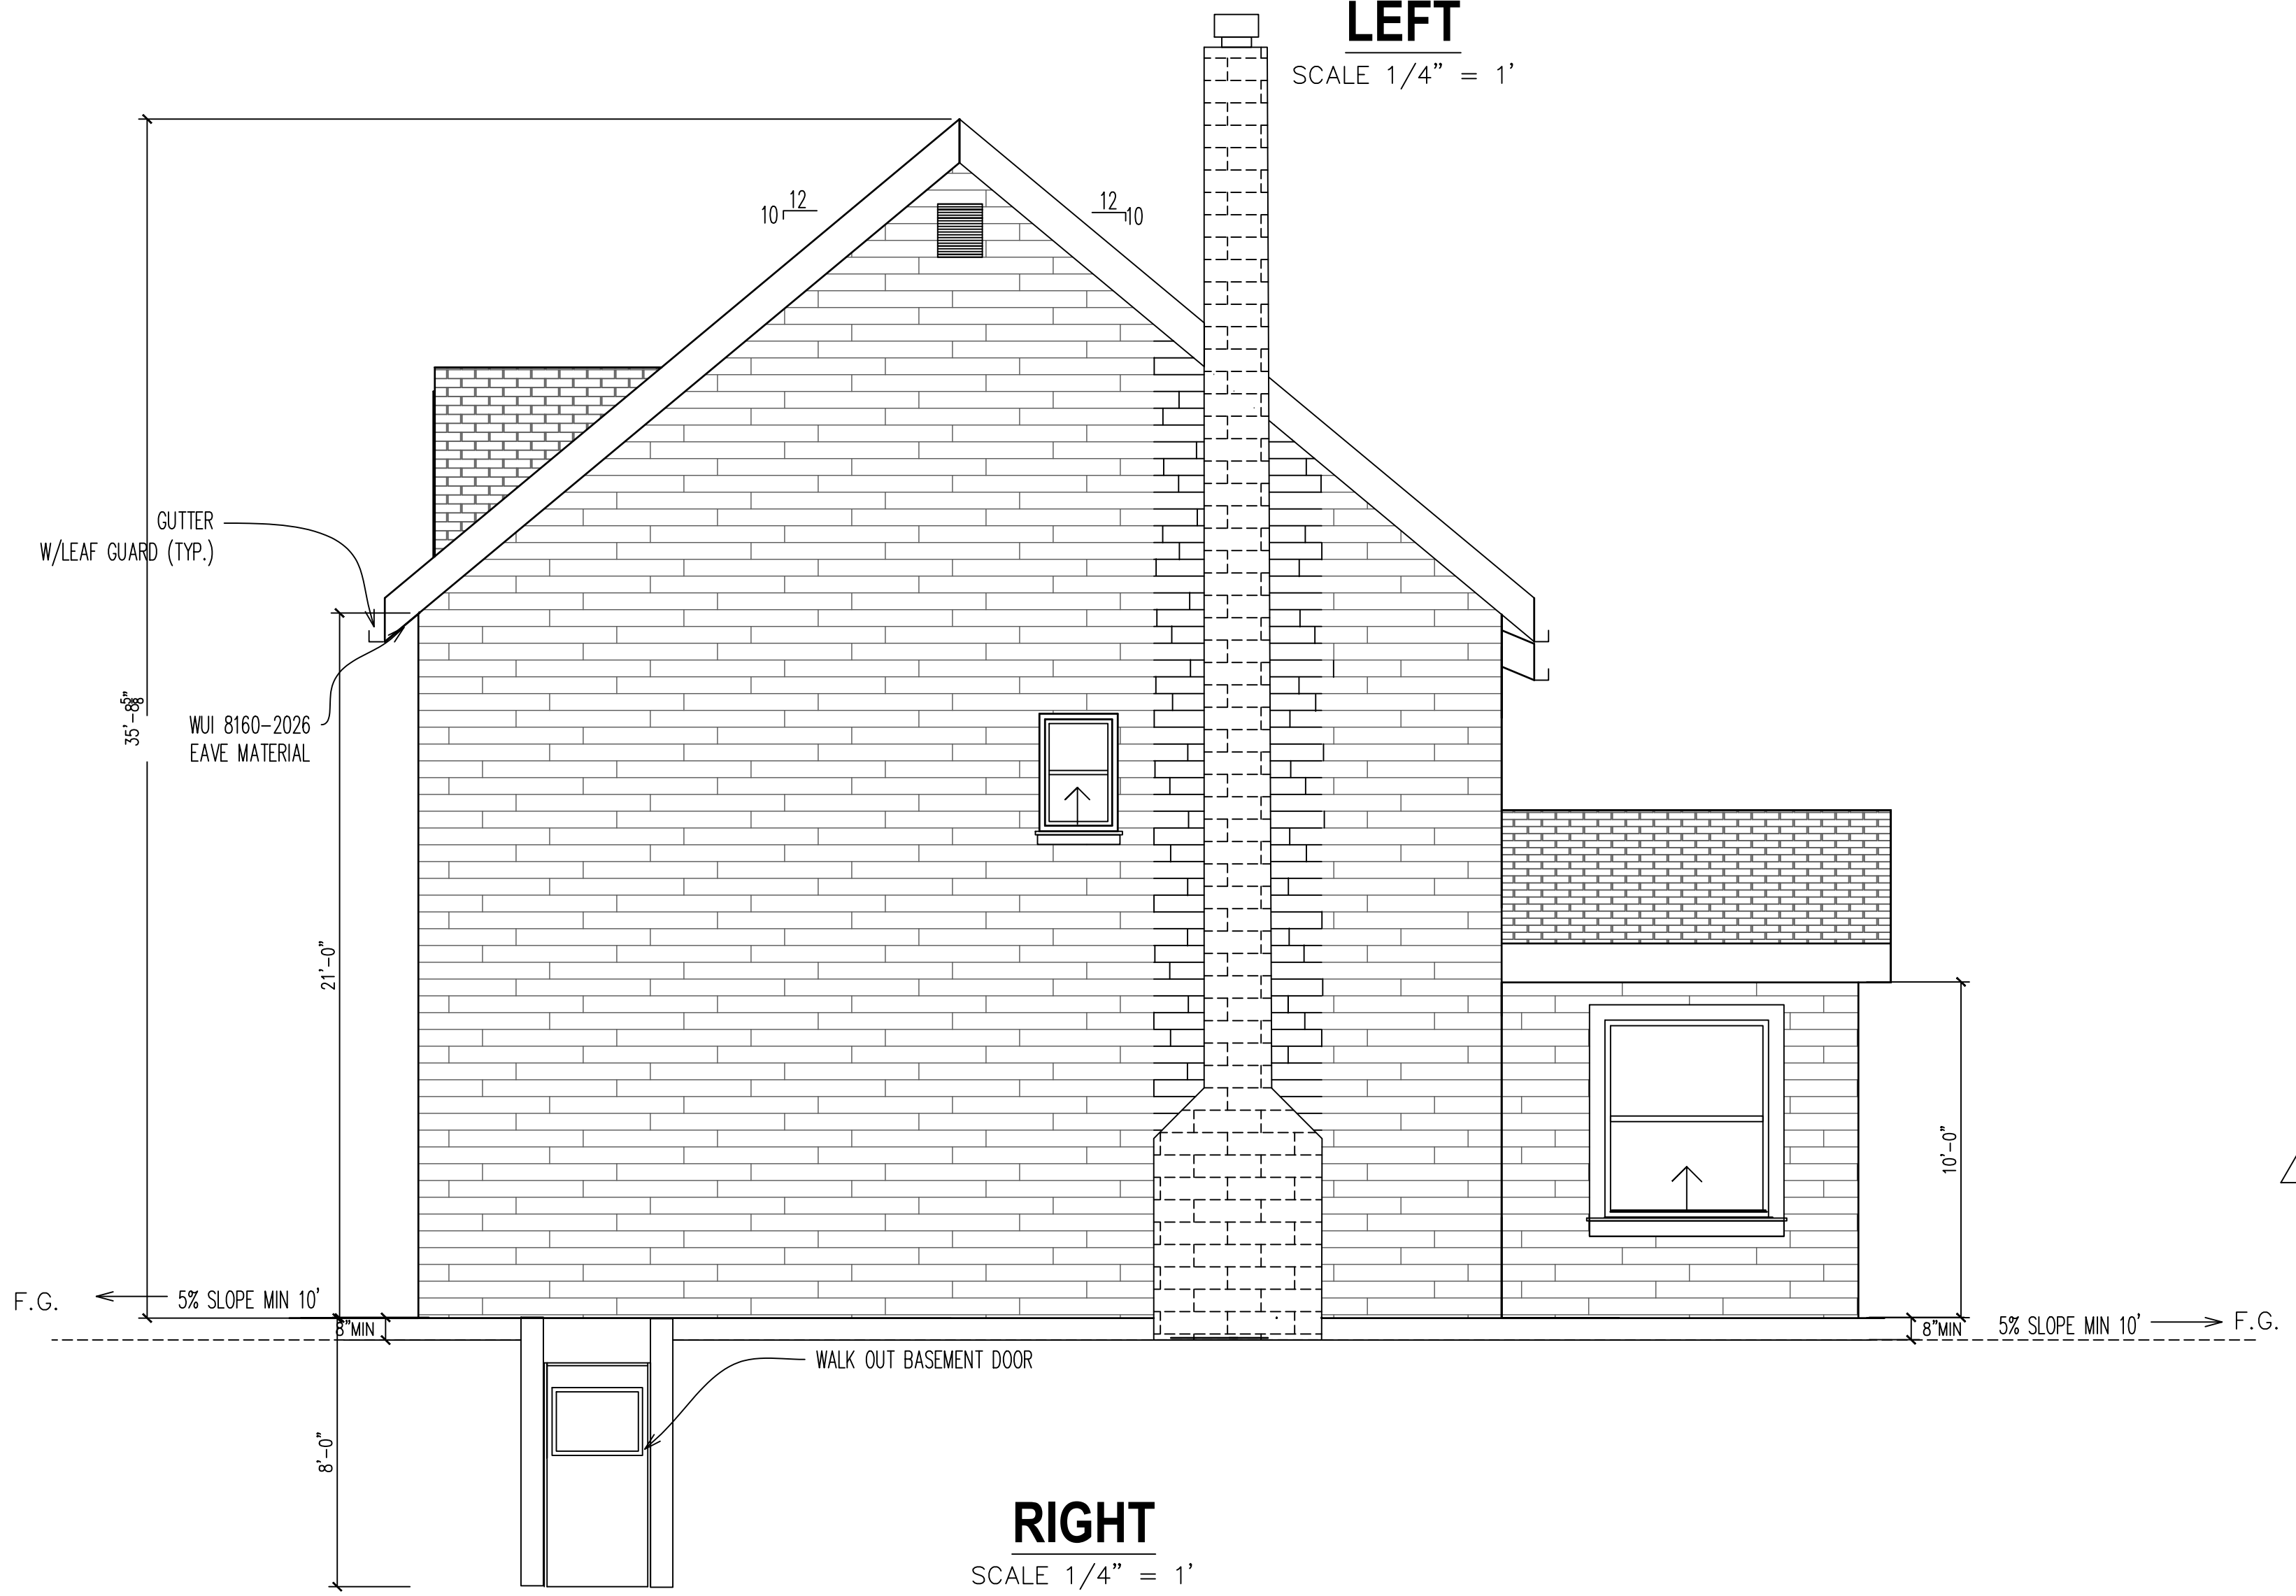 LEFT
SCALE 1/4" = 1'
12
10
12
10
GUTTER
W/LEAF GUARD (TYP.)
35'-8 5/8"
WUI 8160-2026
EAVE MATERIAL
21'-0"
10'-0"
F.G.
5% SLOPE MIN 10'
8"MIN
8"MIN
5% SLOPE MIN 10'
F.G.
WALK OUT BASEMENT DOOR
8'-0"
RIGHT
SCALE 1/4" = 1'